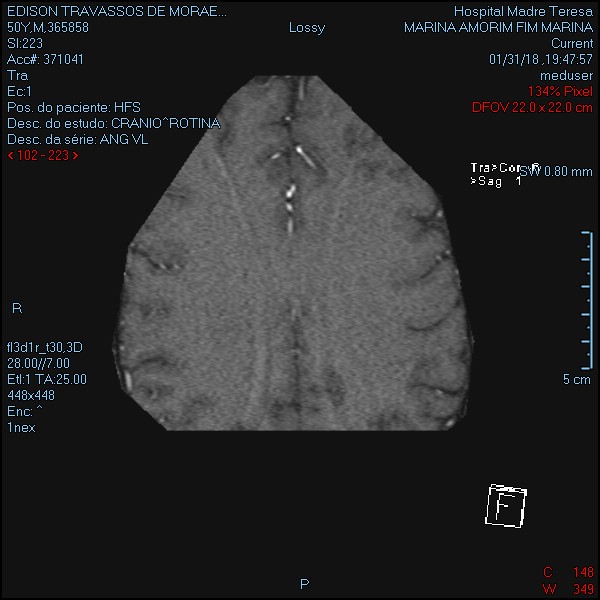 EDISON TRAVASSOS DE MORAE...
50Y,M,365858
Sl:223
Acc#: 371041
Tra
Ec:1
Pos. do paciente: HFS
Desc. do estudo: CRANIO^ROTINA
Desc. da série: ANG VL
< 102 - 223 >
Lossy
Hospital Madre Teresa
MARINA AMORIM FIM MARINA
Current
01/31/18 ,19:47:57
meduser
134% Pixel
DFOV 22.0 x 22.0 cm
Tra>Cor
SW 0.80 mm
>Sag 1
R
5 cm
fl3d1r_t30,3D
28.00//7.00
Etl:1 TA:25.00
448x448
Enc: ^
1nex
F
P
C 148
W 349